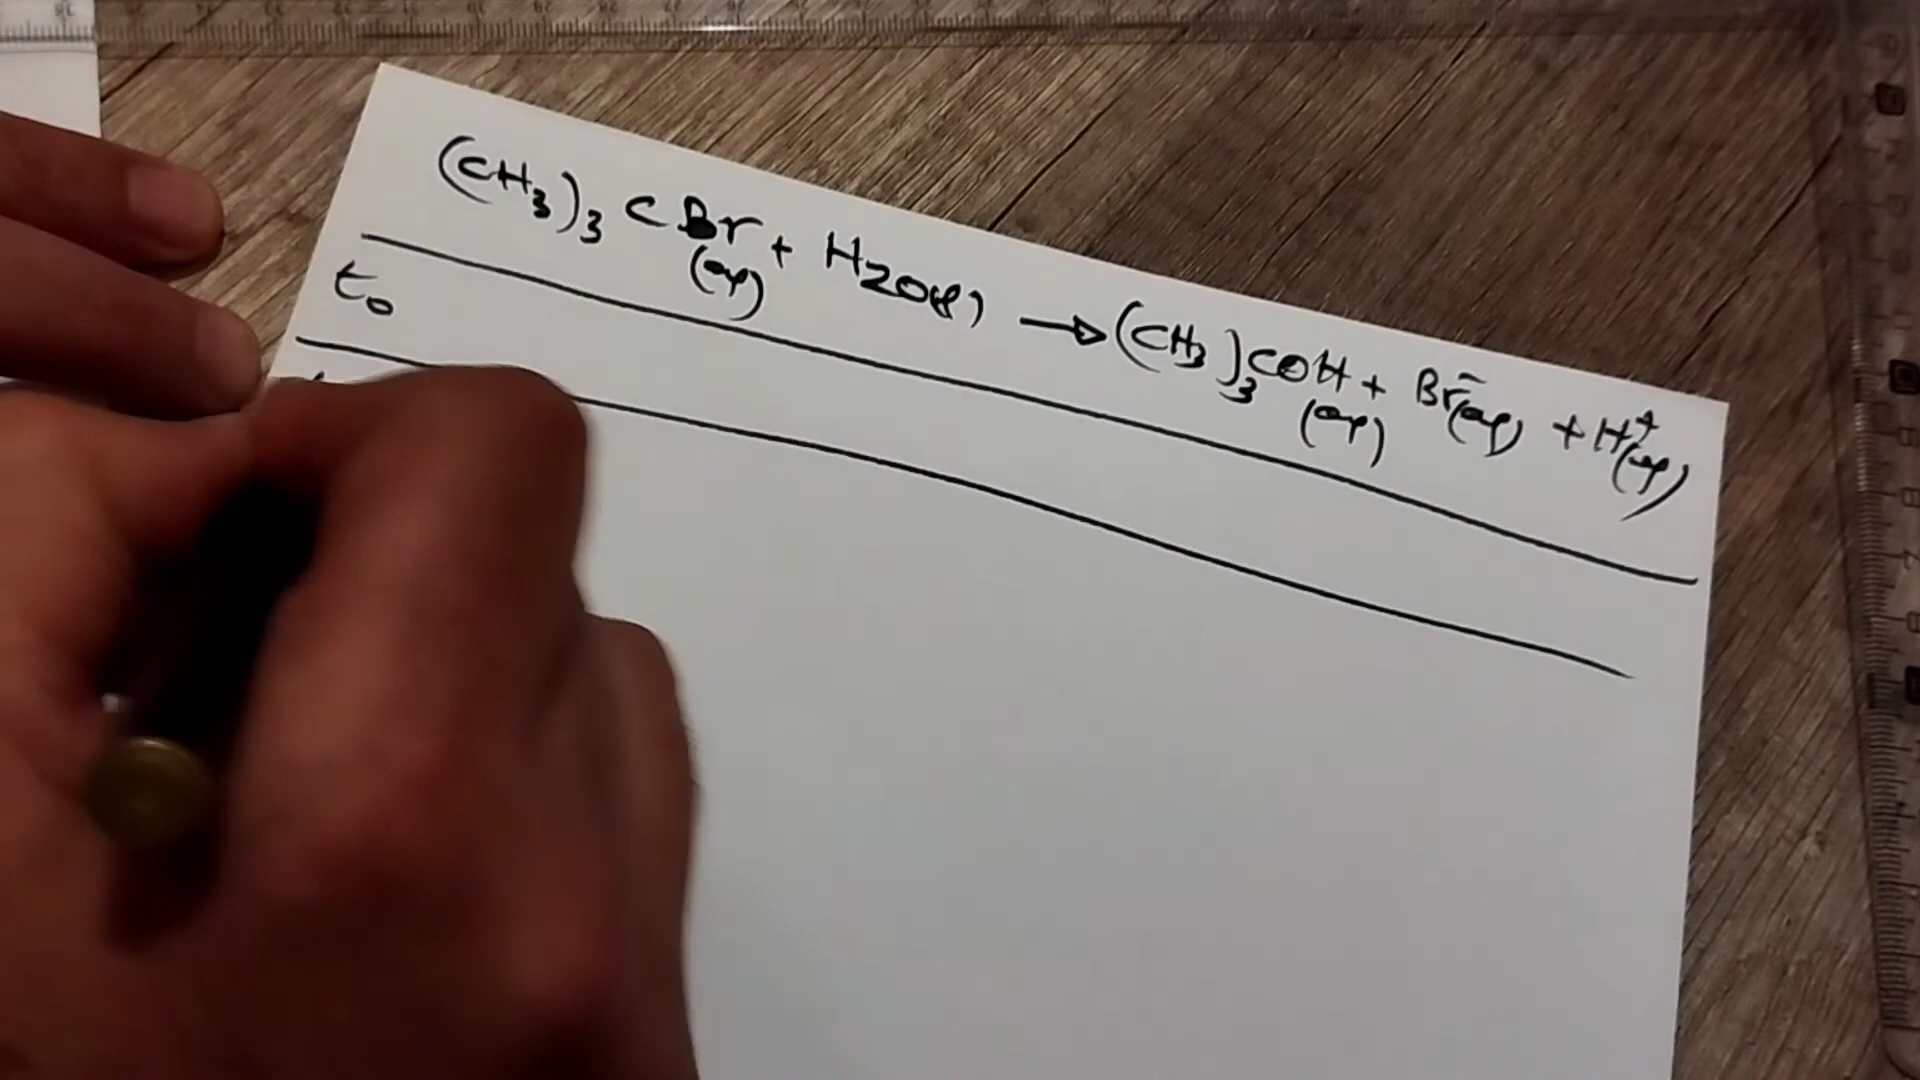 (CH₃)₃CBr(aq) + H₂O(l) → (CH₃)₃COH(aq) + Br⁻(aq) + H⁺(aq)
t₀